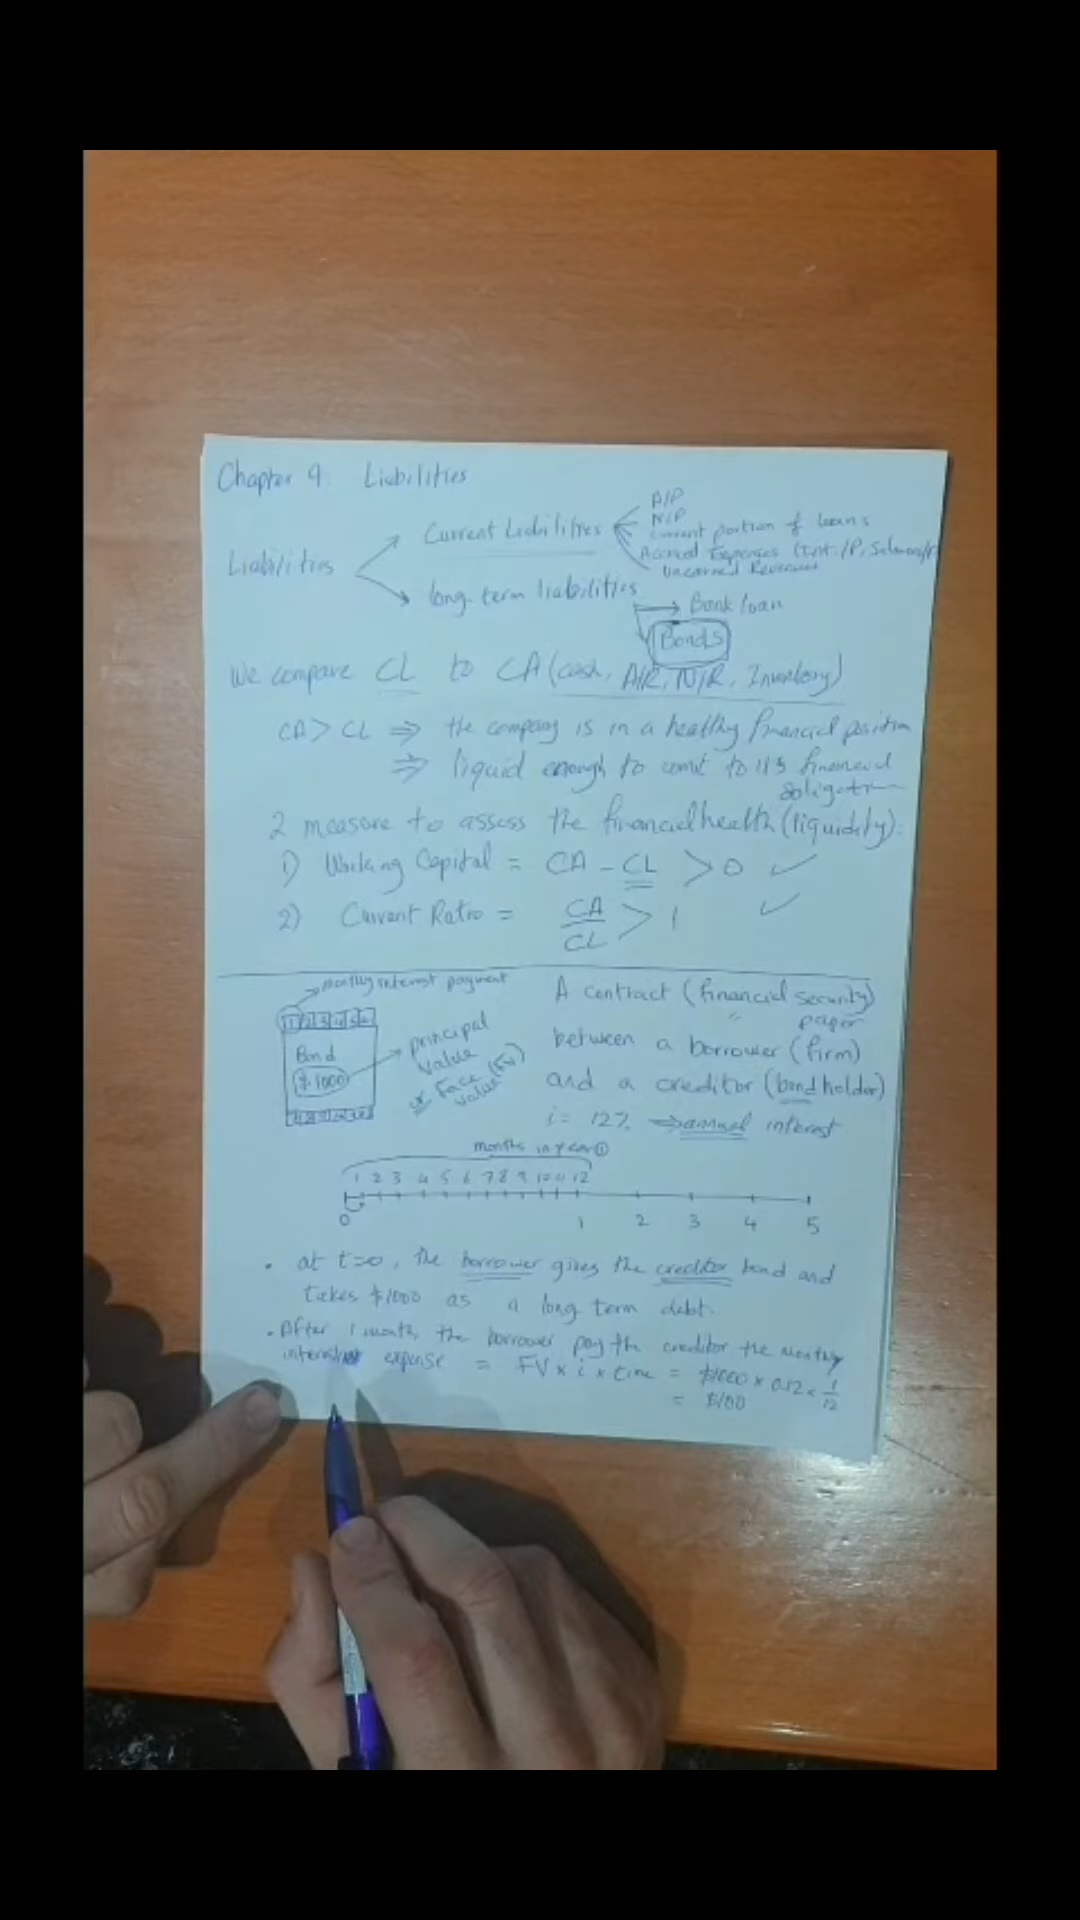 Chapter 9: Liabilities
A/P
N/P
Current Liabilities
current portion of loans
Accrued Expenses (Int./P, Salaries/P
Unearned Revenues
Liabilities
long-term liabilities
Bank loan
Bonds
We compare CL to CA (cash, A/R, N/R, Inventory)
CA > CL ⇒ the company is in a healthy financial position
⇒ liquid enough to comit to its financial
obligation
2 measure to assess the financial health (liquidity):
1) Working Capital = CA - CL > 0 ✓
2) Current Ratio = CA/CL > 1 ✓
monthly interest payment
Bond
$1000
principal
value
or Face
value (FV)
A contract (financial security)
paper
between a borrower (firm)
and a creditor (bond holder)
i = 12% ⇒ annual interest
months in year ①
1 2 3 4 5 6 7 8 9 10 11 12
0 1 2 3 4 5
• at t=0, the borrower gives the creditor bond and
takes $1000 as a long term debt.
• After 1 month, the borrower pay the creditor the monthly
interest expense = FV × i × time = $1000 × 0.12 × 1/12
= $100